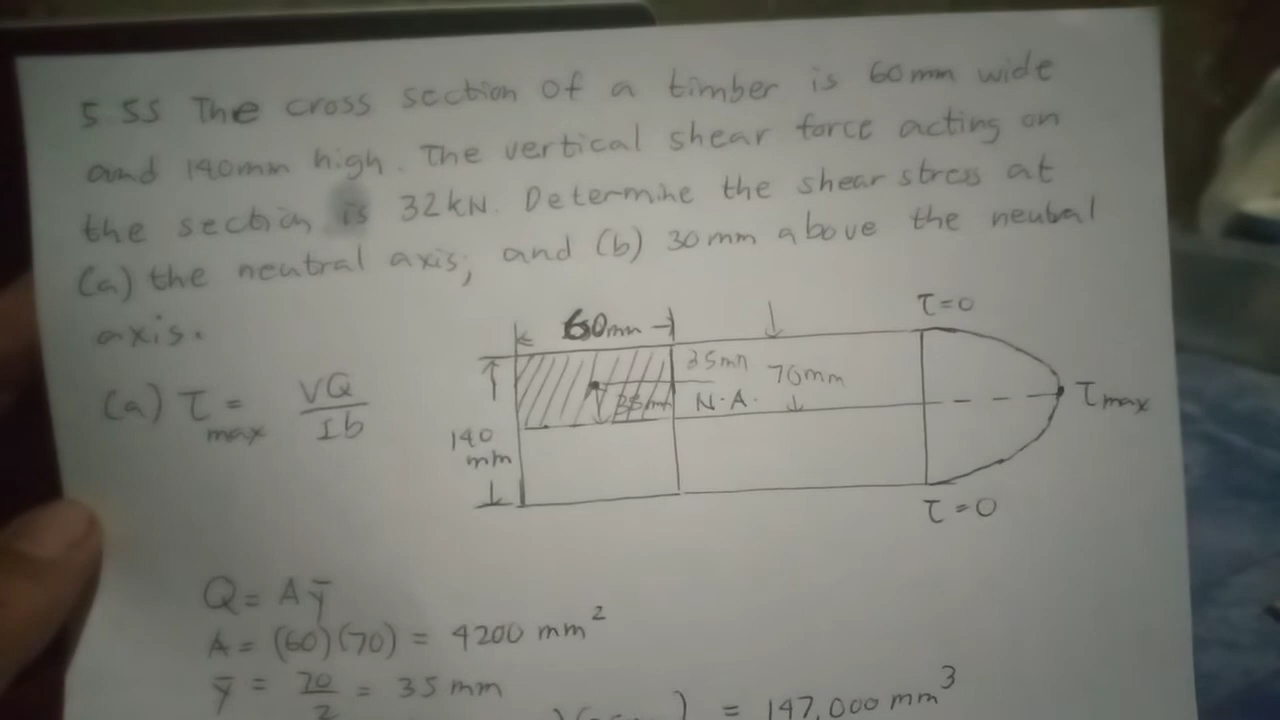 5.55 The cross section of a timber is 60mm wide
and 140mm high. The vertical shear force acting on
the section is 32kN. Determine the shear stress at
(a) the neutral axis; and (b) 30mm above the neutral
axis.
60mm
τ=0
35mm
70mm
(a) τmax = VQ/Ib
35mm
N.A.
τmax
140
mm
τ=0
Q = Aȳ
A = (60)(70) = 4200 mm²
ȳ = 70/2 = 35 mm
= 147,000 mm³